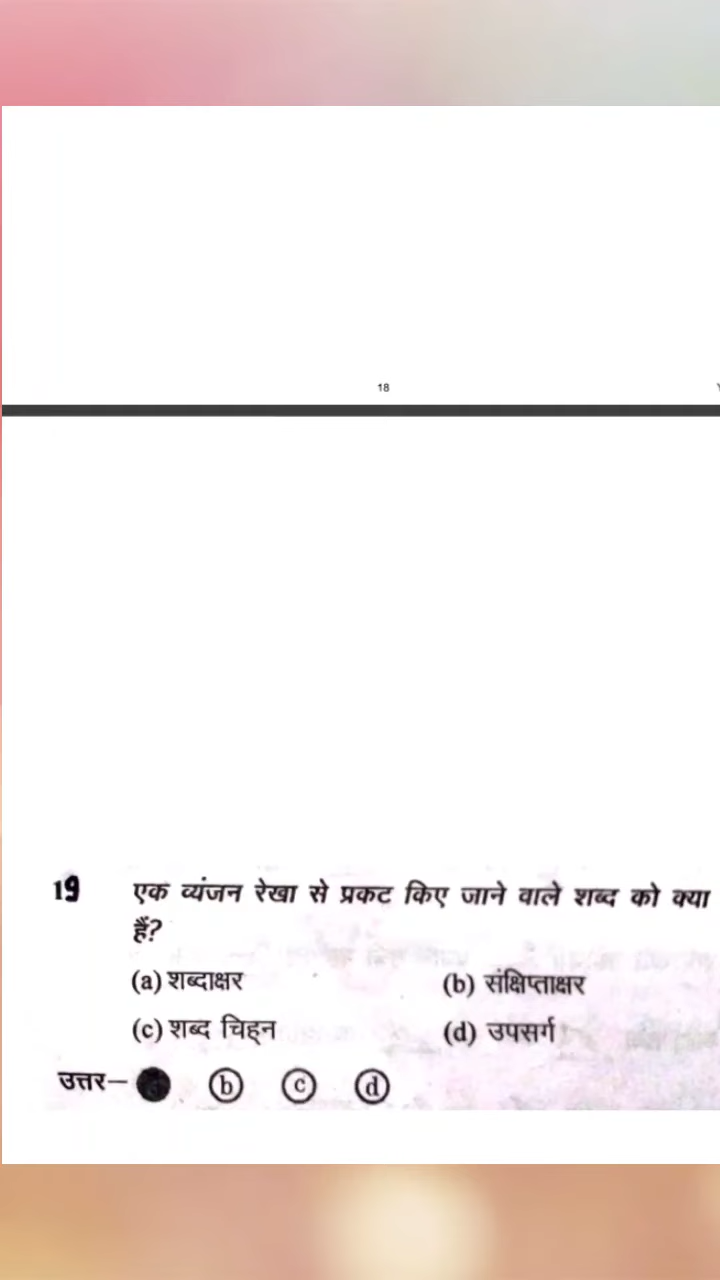 18
19 एक व्यंजन रेखा से प्रकट किए जाने वाले शब्द को क्या
हैं?
(a) शब्दाक्षर (b) संक्षिप्ताक्षर
(c) शब्द चिह्न (d) उपसर्ग
उत्तर– b c d